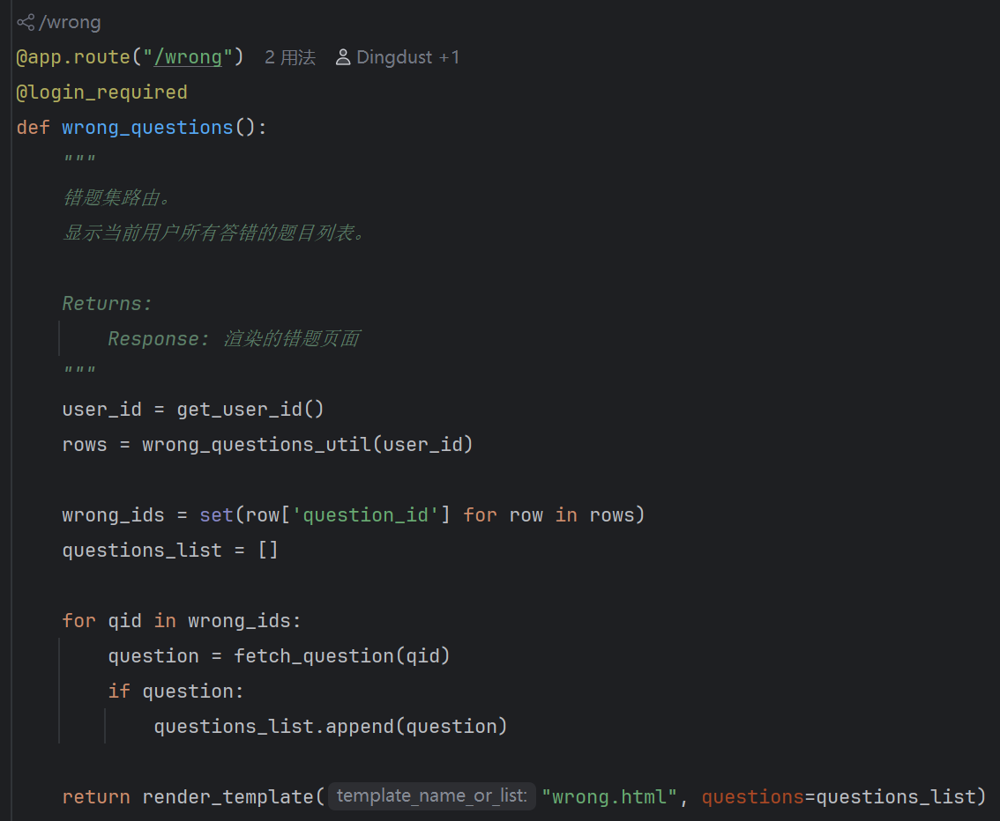 /wrong
@app.route("/wrong") 2 用法 Dingdust +1
@login_required
def wrong_questions():
"""
错题集路由。
显示当前用户所有答错的题目列表。
Returns:
Response: 渲染的错题页面
"""
user_id = get_user_id()
rows = wrong_questions_util(user_id)
wrong_ids = set(row['question_id'] for row in rows)
questions_list = []
for qid in wrong_ids:
question = fetch_question(qid)
if question:
questions_list.append(question)
return render_template( template_name_or_list: "wrong.html", questions=questions_list)